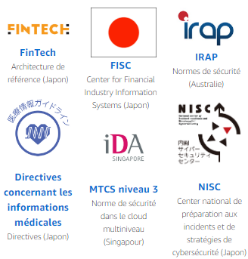 FINTECH
FinTech
Architecture de
référence (Japon)
FISC
Center for Financial
Industry Information
Systems (Japon)
irap
IRAP
Normes de sécurité
(Australie)
医療情報ガイドライン
Directives
concernant les
informations
médicales
Directives (Japon)
iDA
SINGAPORE
MTCS niveau 3
Norme de sécurité
dans le cloud
multiniveau
(Singapour)
NISC
内閣
サイバー
セキュリティ
センター
NISC
Center national de
préparation aux
incidents et de
stratégies de
cybersécurité (Japon)